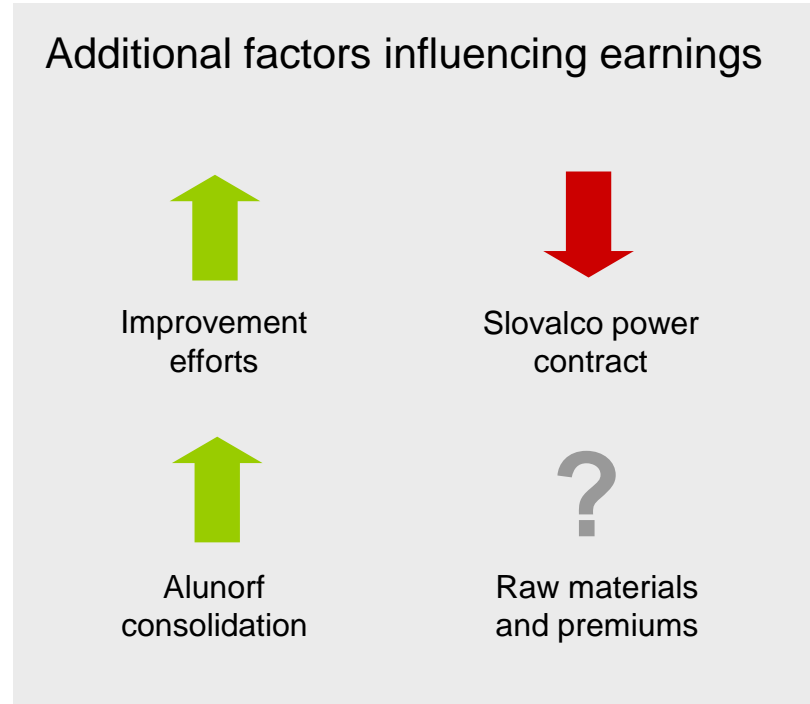 Additional factors influencing earnings
Improvement
efforts
Slovalco power
contract
?
Alunorf
consolidation
Raw materials
and premiums